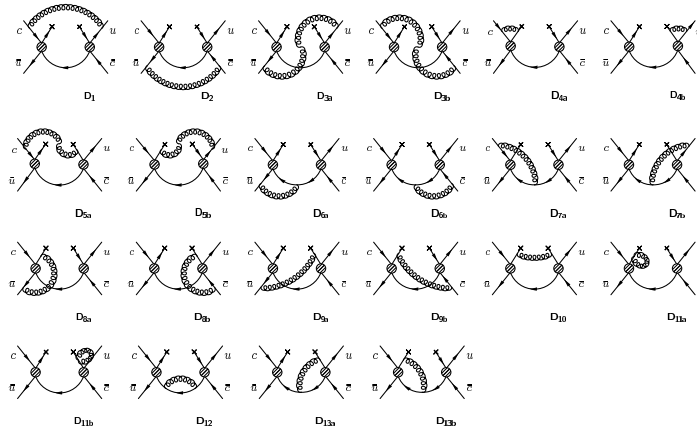 c u c u c u c u c u c
ū c̄ ū c̄ ū c̄ ū c̄ ū c̄ ū c̄
D1 D2 D3a D3b D4a D4b
c u c u c u c u c u c u
ū c̄ ū c̄ ū c̄ ū c̄ ū c̄ ū c̄
D5a D5b D6a D6b D7a D7b
c u c u c u c u c u c u
ū c̄ ū c̄ ū c̄ ū c̄ ū c̄ ū c̄
D8a D8b D9a D9b D10 D11a
c u c u c u c u
ū c̄ ū c̄ ū c̄ ū c̄
D11b D12 D13a D13b